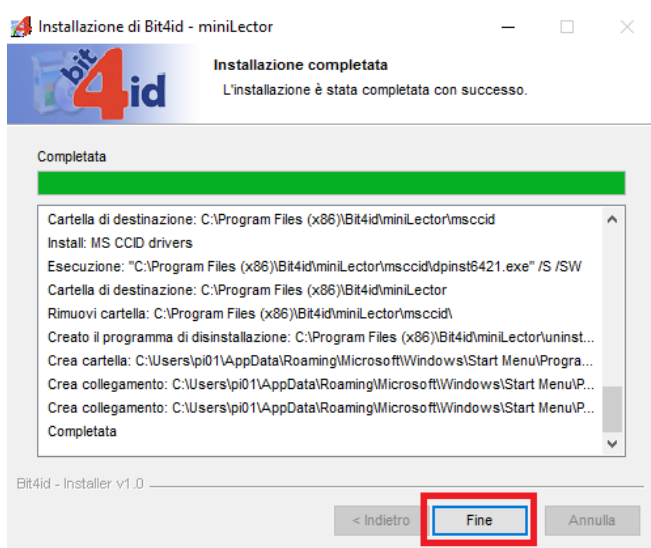 Installazione di Bit4id - miniLector
bit
4id
Installazione completata
L'installazione è stata completata con successo.
Completata
Cartella di destinazione: C:\Program Files (x86)\Bit4id\miniLector\msccid
Install: MS CCID drivers
Esecuzione: "C:\Program Files (x86)\Bit4id\miniLector\msccid\dpinst6421.exe" /S /SW
Cartella di destinazione: C:\Program Files (x86)\Bit4id\miniLector
Rimuovi cartella: C:\Program Files (x86)\Bit4id\miniLector\msccid\
Creato il programma di disinstallazione: C:\Program Files (x86)\Bit4id\miniLector\uninst...
Crea cartella: C:\Users\pi01\AppData\Roaming\Microsoft\Windows\Start Menu\Progra...
Crea collegamento: C:\Users\pi01\AppData\Roaming\Microsoft\Windows\Start Menu\P...
Crea collegamento: C:\Users\pi01\AppData\Roaming\Microsoft\Windows\Start Menu\P...
Completata
Bit4id - Installer v1.0
< Indietro
Fine
Annulla